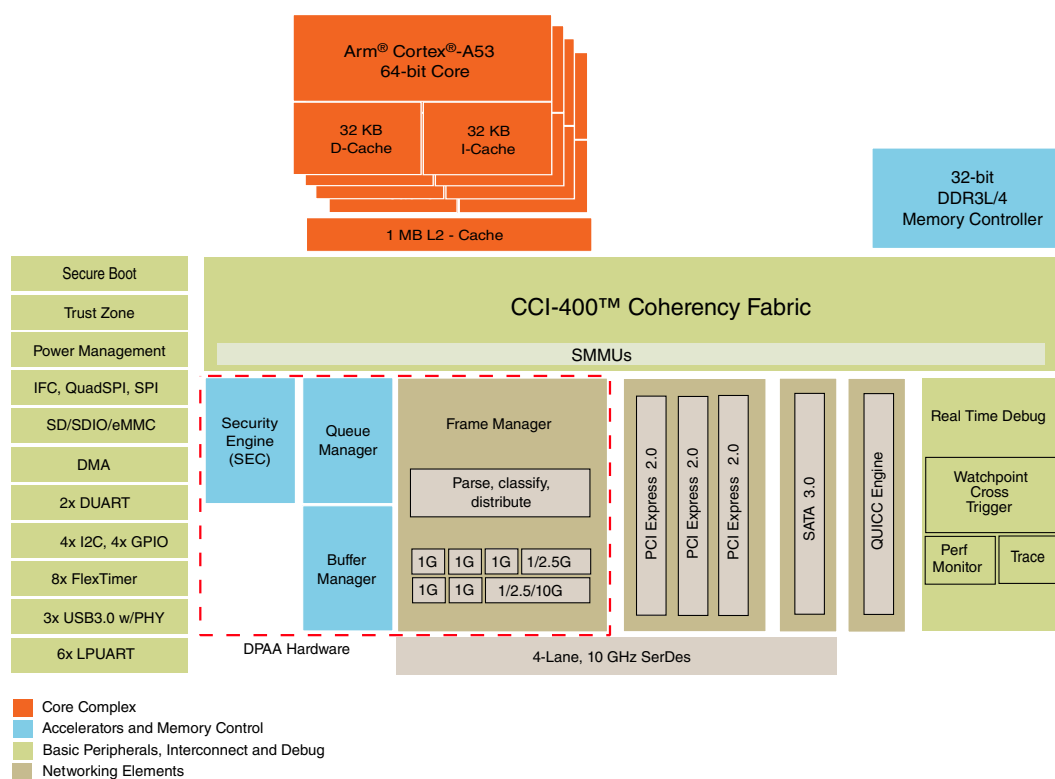 Arm® Cortex®-A53
64-bit Core
32 KB
D-Cache
32 KB
I-Cache
1 MB L2 - Cache
32-bit
DDR3L/4
Memory Controller
Secure Boot
Trust Zone
Power Management
IFC, QuadSPI, SPI
SD/SDIO/eMMC
DMA
2x DUART
4x I2C, 4x GPIO
8x FlexTimer
3x USB3.0 w/PHY
6x LPUART
CCI-400™ Coherency Fabric
SMMUs
Security
Engine
(SEC)
Queue
Manager
Buffer
Manager
Frame Manager
Parse, classify,
distribute
1G
1G
1G
1/2.5G
1G
1G
1/2.5/10G
DPAA Hardware
PCI Express 2.0
PCI Express 2.0
PCI Express 2.0
SATA 3.0
QUICC Engine
4-Lane, 10 GHz SerDes
Real Time Debug
Watchpoint
Cross
Trigger
Perf
Monitor
Trace
Core Complex
Accelerators and Memory Control
Basic Peripherals, Interconnect and Debug
Networking Elements